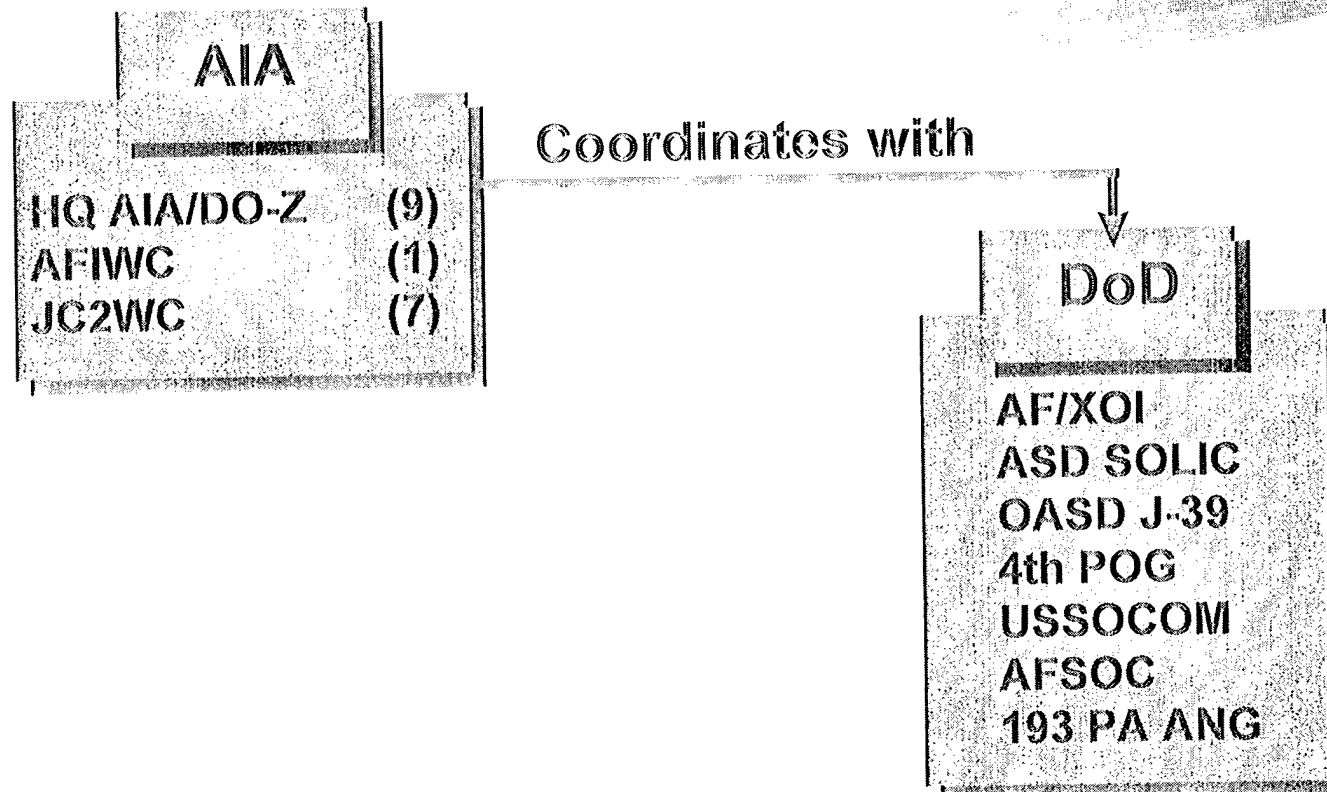 AIA
HQ AIA/DO-Z (9)
AFIWC (1)
JC2WC (7)
Coordinates with
DoD
AF/XOI
ASD SOLIC
OASD J-39
4th POG
USSOCOM
AFSOC
193 PA ANG